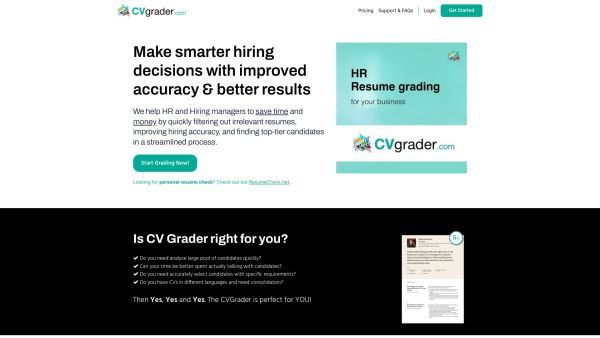 CVgrader.com
Pricing Support & FAQs Login Get Started
Make smarter hiring
decisions with improved
accuracy & better results
We help HR and Hiring managers to save time and
money by quickly filtering out irrelevant resumes,
improving hiring accuracy, and finding top-tier candidates
in a streamlined process.
Start Grading Now!
Looking for personal resume check? Check out our ResumeCheck.net.
HR
Resume grading
for your business
CVgrader.com
Is CV Grader right for you?
Do you need analyze large pool of candidates quickly?
Can your time be better spent actually talking with candidates?
Do you need accurately select candidates with specific requirements?
Do you have CVs in different languages and need consolidation?
Then Yes, Yes and Yes. The CVGrader is perfect for YOU!